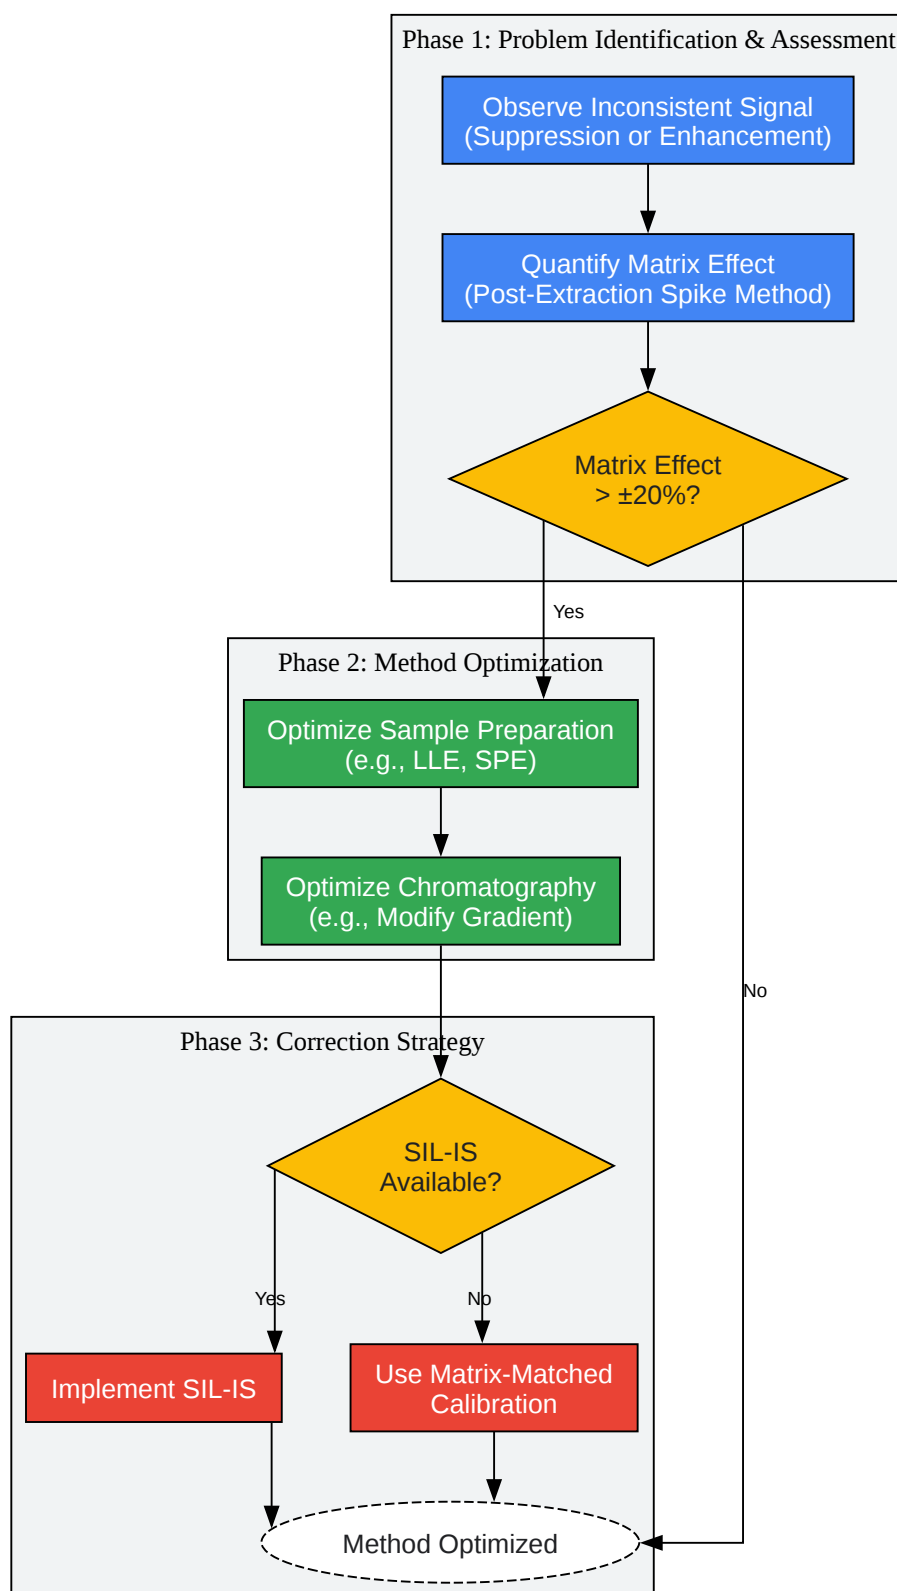 Phase 1: Problem Identification & Assessment
Observe Inconsistent Signal
(Suppression or Enhancement)
Quantify Matrix Effect
(Post-Extraction Spike Method)
Matrix Effect
> ±20%?
Yes
Phase 2: Method Optimization
Optimize Sample Preparation
(e.g., LLE, SPE)
Optimize Chromatography
(e.g., Modify Gradient)
No
Phase 3: Correction Strategy
SIL-IS
Available?
Yes
No
Implement SIL-IS
Use Matrix-Matched
Calibration
Method Optimized